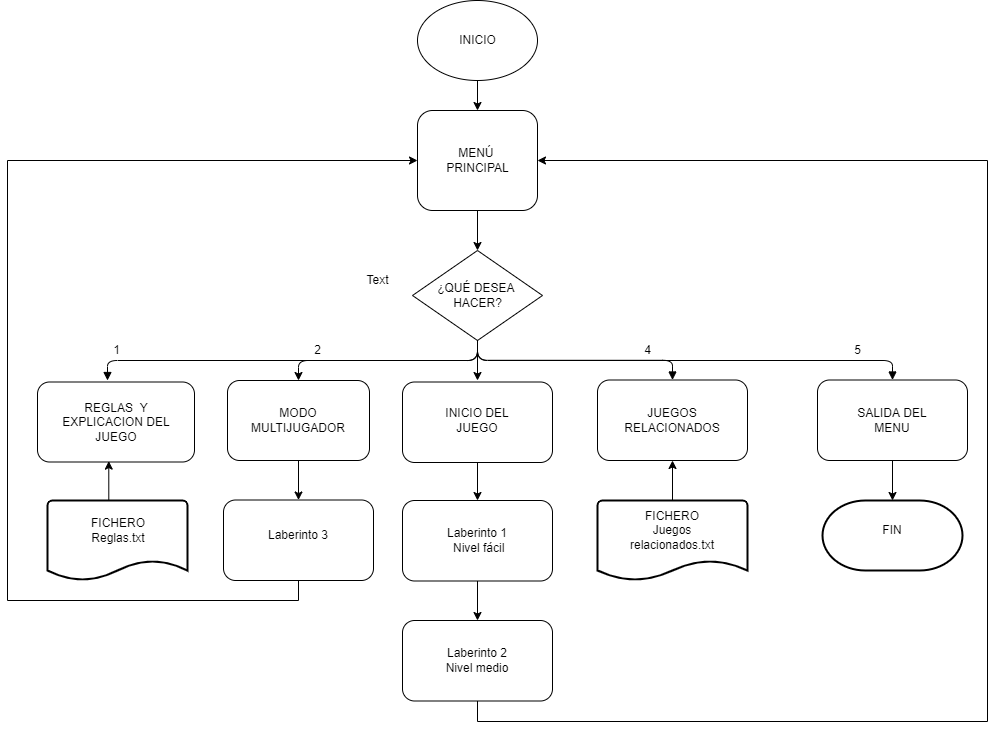 INICIO
MENÚ
PRINCIPAL
Text
¿QUÉ DESEA
HACER?
1
2
4
5
REGLAS Y
EXPLICACION DEL
JUEGO
MODO
MULTIJUGADOR
INICIO DEL
JUEGO
JUEGOS
RELACIONADOS
SALIDA DEL
MENU
FICHERO
Reglas.txt
Laberinto 3
Laberinto 1
Nivel fácil
FICHERO
Juegos
relacionados.txt
FIN
Laberinto 2
Nivel medio